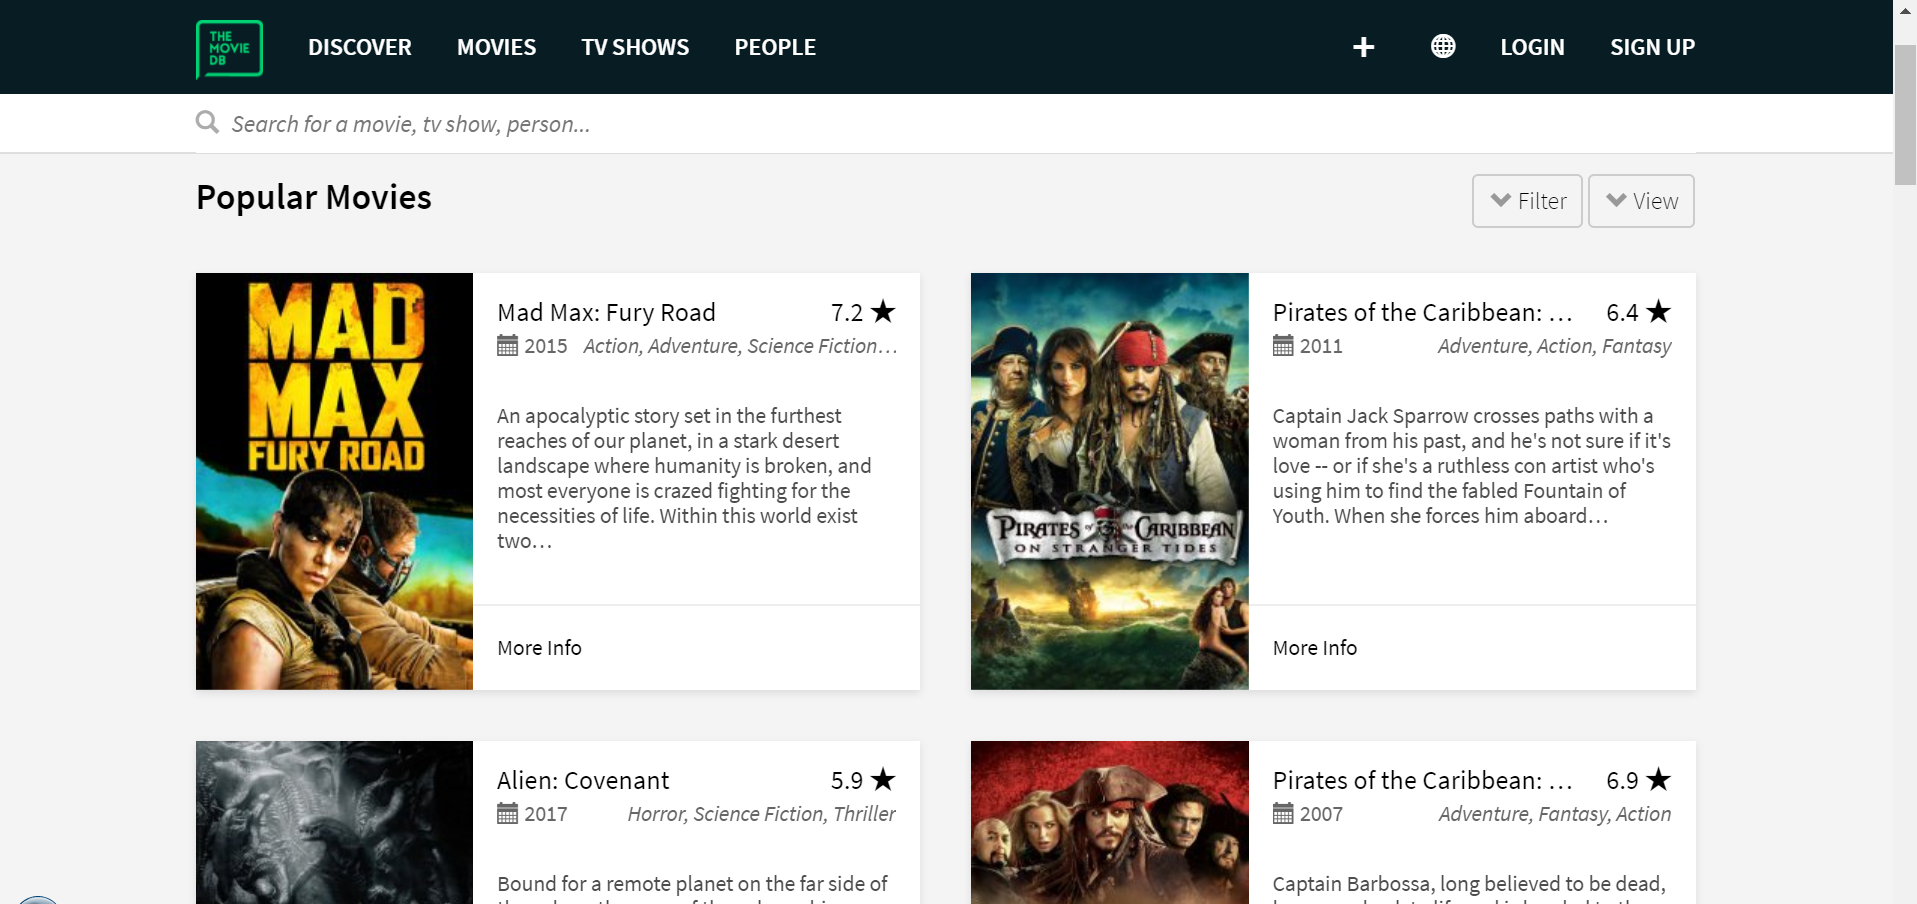 THE
MOVIE
DB
DISCOVER MOVIES TV SHOWS PEOPLE
LOGIN SIGN UP
Search for a movie, tv show, person...
Popular Movies
Filter
View
MAD
MAX
FURY ROAD
Mad Max: Fury Road 7.2
2015 Action, Adventure, Science Fiction…
An apocalyptic story set in the furthest
reaches of our planet, in a stark desert
landscape where humanity is broken, and
most everyone is crazed fighting for the
necessities of life. Within this world exist
two…
More Info
PIRATES of the CARIBBEAN
ON STRANGER TIDES
Pirates of the Caribbean: … 6.4
2011 Adventure, Action, Fantasy
Captain Jack Sparrow crosses paths with a
woman from his past, and he's not sure if it's
love -- or if she's a ruthless con artist who's
using him to find the fabled Fountain of
Youth. When she forces him aboard…
More Info
Alien: Covenant 5.9
2017 Horror, Science Fiction, Thriller
Bound for a remote planet on the far side of
Pirates of the Caribbean: … 6.9
2007 Adventure, Fantasy, Action
Captain Barbossa, long believed to be dead,